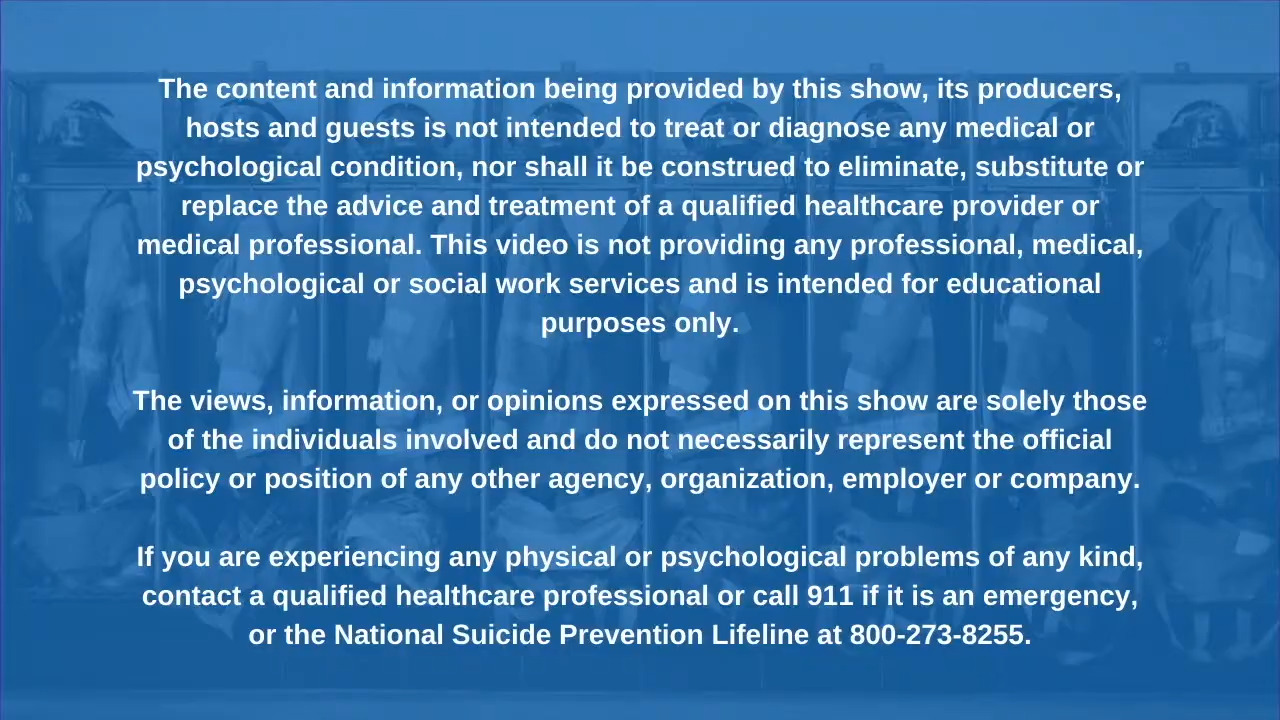 The content and information being provided by this show, its producers,
hosts and guests is not intended to treat or diagnose any medical or
psychological condition, nor shall it be construed to eliminate, substitute or
replace the advice and treatment of a qualified healthcare provider or
medical professional. This video is not providing any professional, medical,
psychological or social work services and is intended for educational
purposes only.
The views, information, or opinions expressed on this show are solely those
of the individuals involved and do not necessarily represent the official
policy or position of any other agency, organization, employer or company.
If you are experiencing any physical or psychological problems of any kind,
contact a qualified healthcare professional or call 911 if it is an emergency,
or the National Suicide Prevention Lifeline at 800-273-8255.